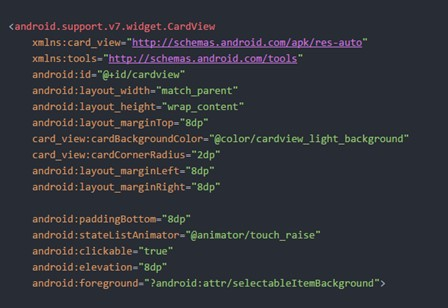 <android.support.v7.widget.CardView
xmlns:card_view="http://schemas.android.com/apk/res-auto"
xmlns:tools="http://schemas.android.com/tools"
android:id="@+id/cardview"
android:layout_width="match_parent"
android:layout_height="wrap_content"
android:layout_marginTop="8dp"
card_view:cardBackgroundColor="@color/cardview_light_background"
card_view:cardCornerRadius="2dp"
android:layout_marginLeft="8dp"
android:layout_marginRight="8dp"
android:paddingBottom="8dp"
android:stateListAnimator="@animator/touch_raise"
android:clickable="true"
android:elevation="8dp"
android:foreground="?android:attr/selectableItemBackground">